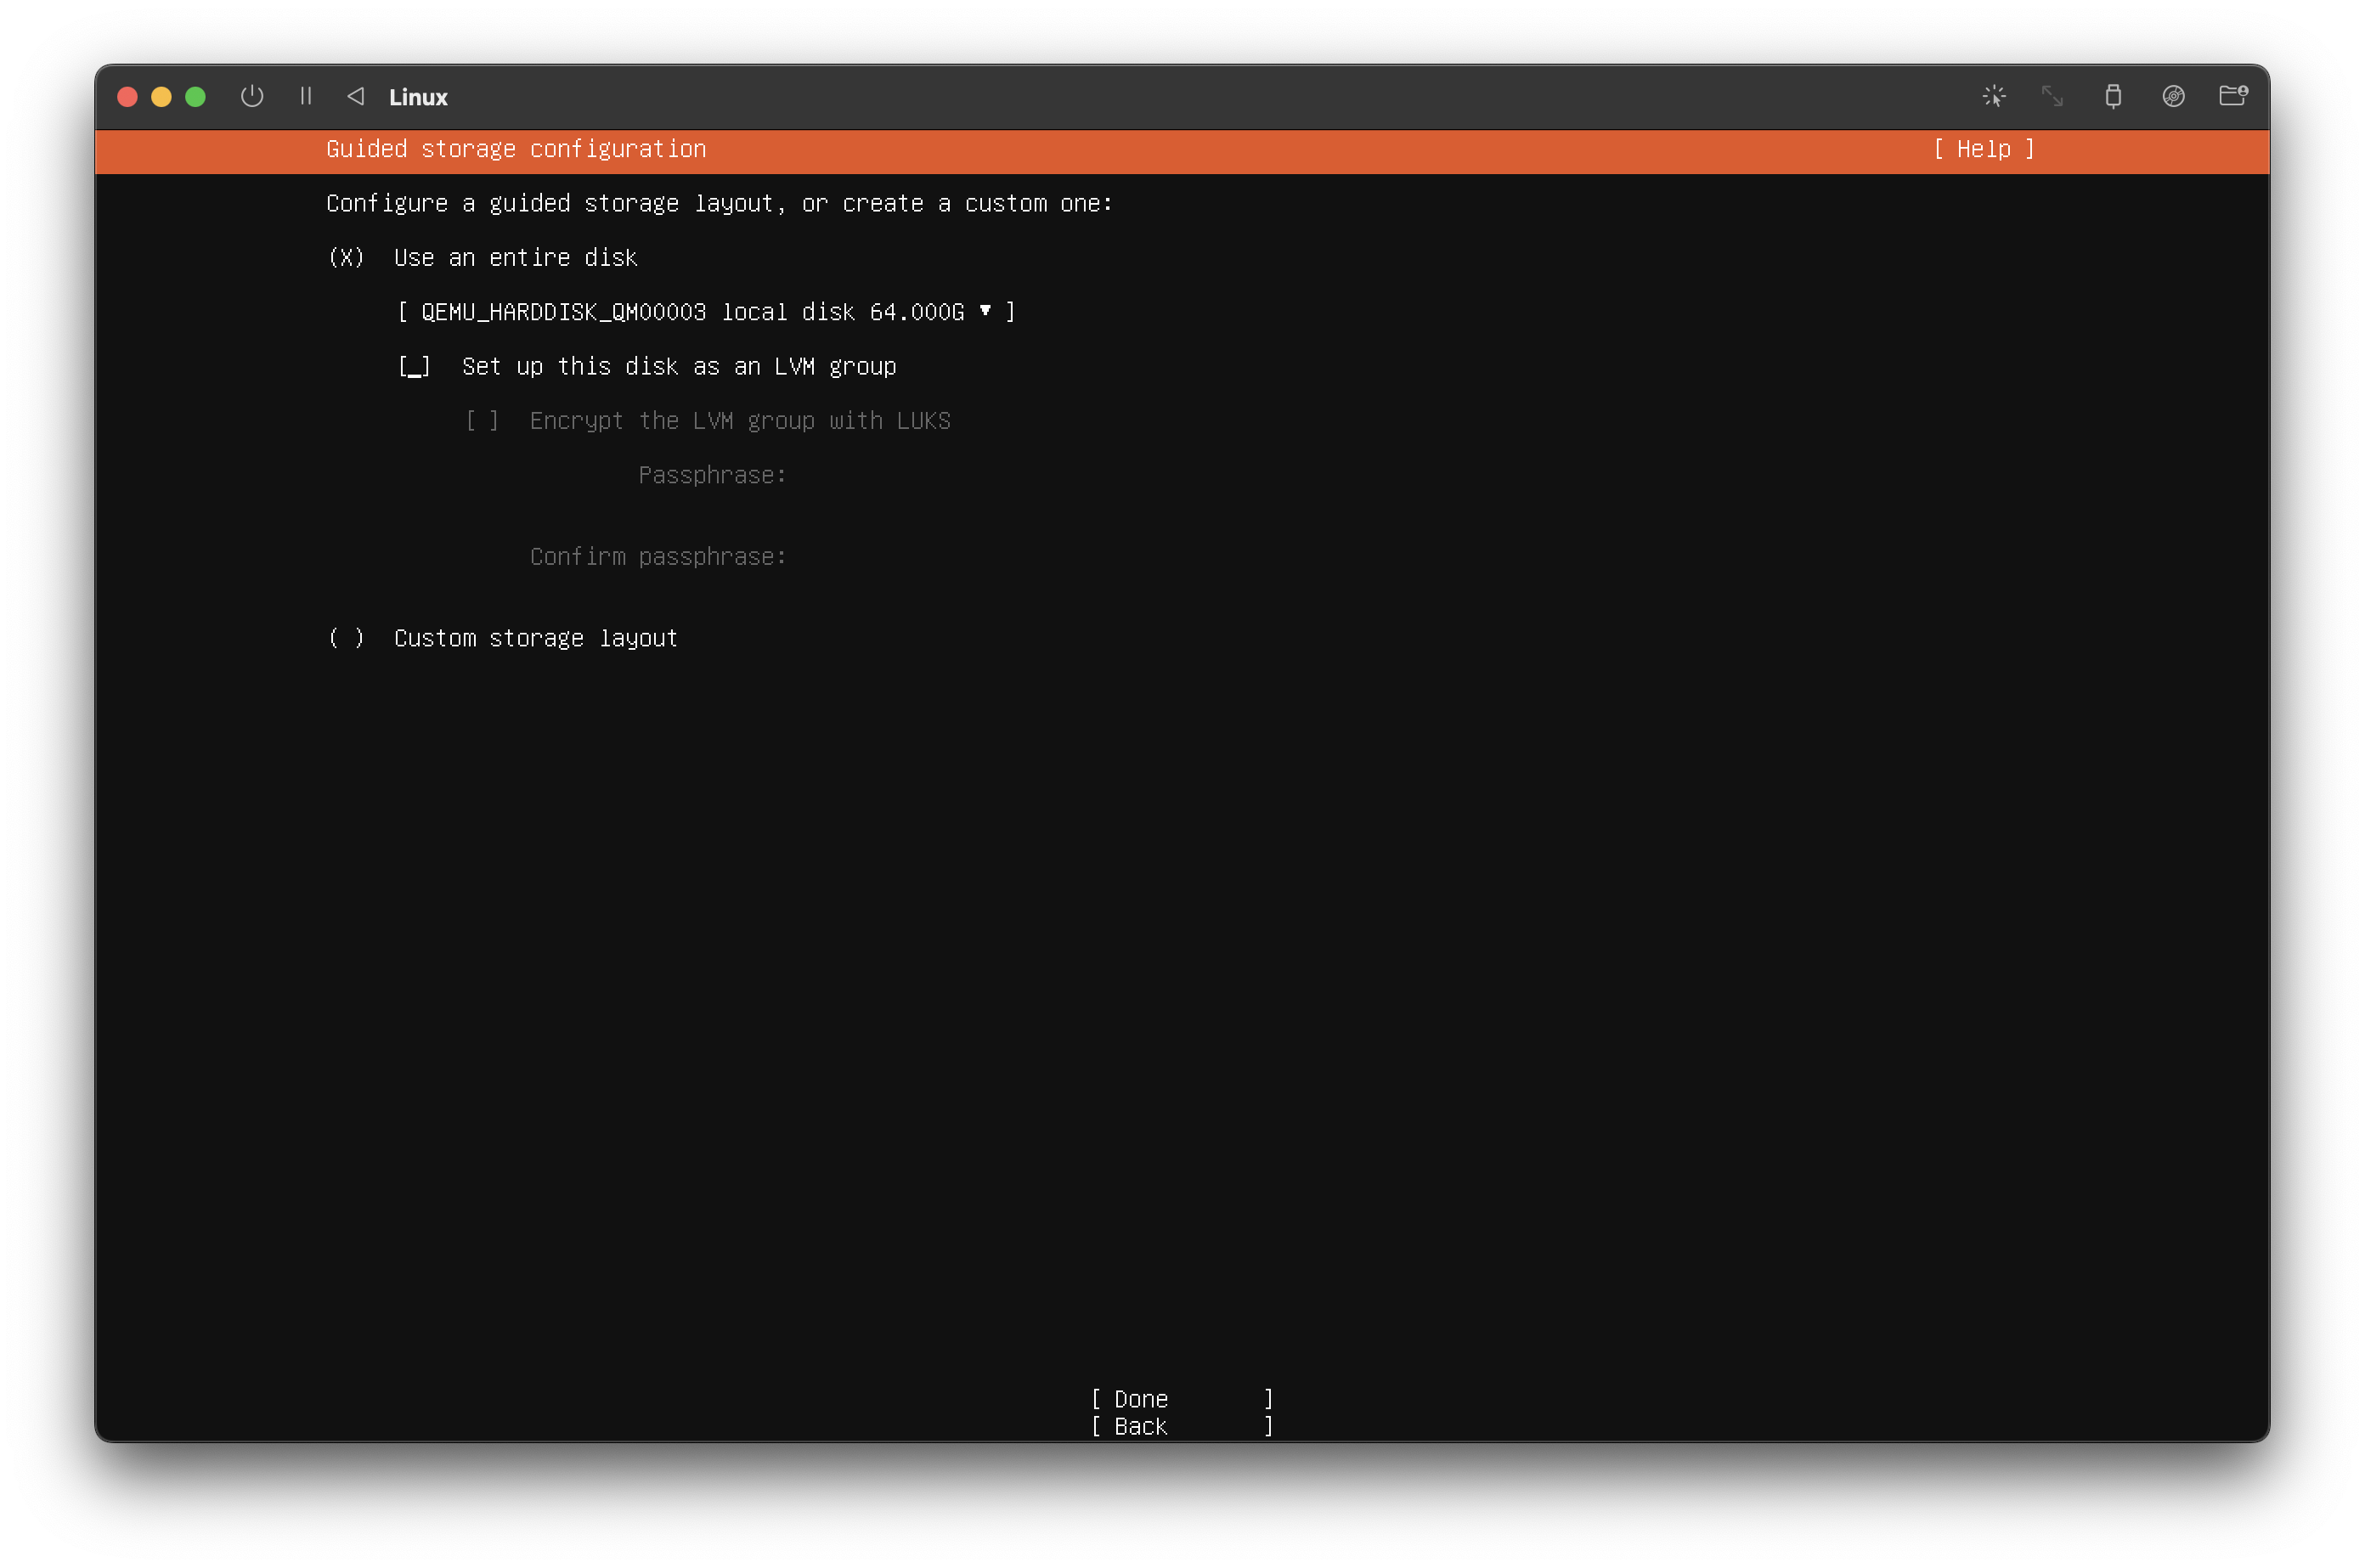 Linux
Guided storage configuration [ Help ]
Configure a guided storage layout, or create a custom one:
(X) Use an entire disk
[ QEMU_HARDDISK_QM00003 local disk 64.000G ▾ ]
[_] Set up this disk as an LVM group
[ ] Encrypt the LVM group with LUKS
Passphrase:
Confirm passphrase:
( ) Custom storage layout
[ Done ]
[ Back ]